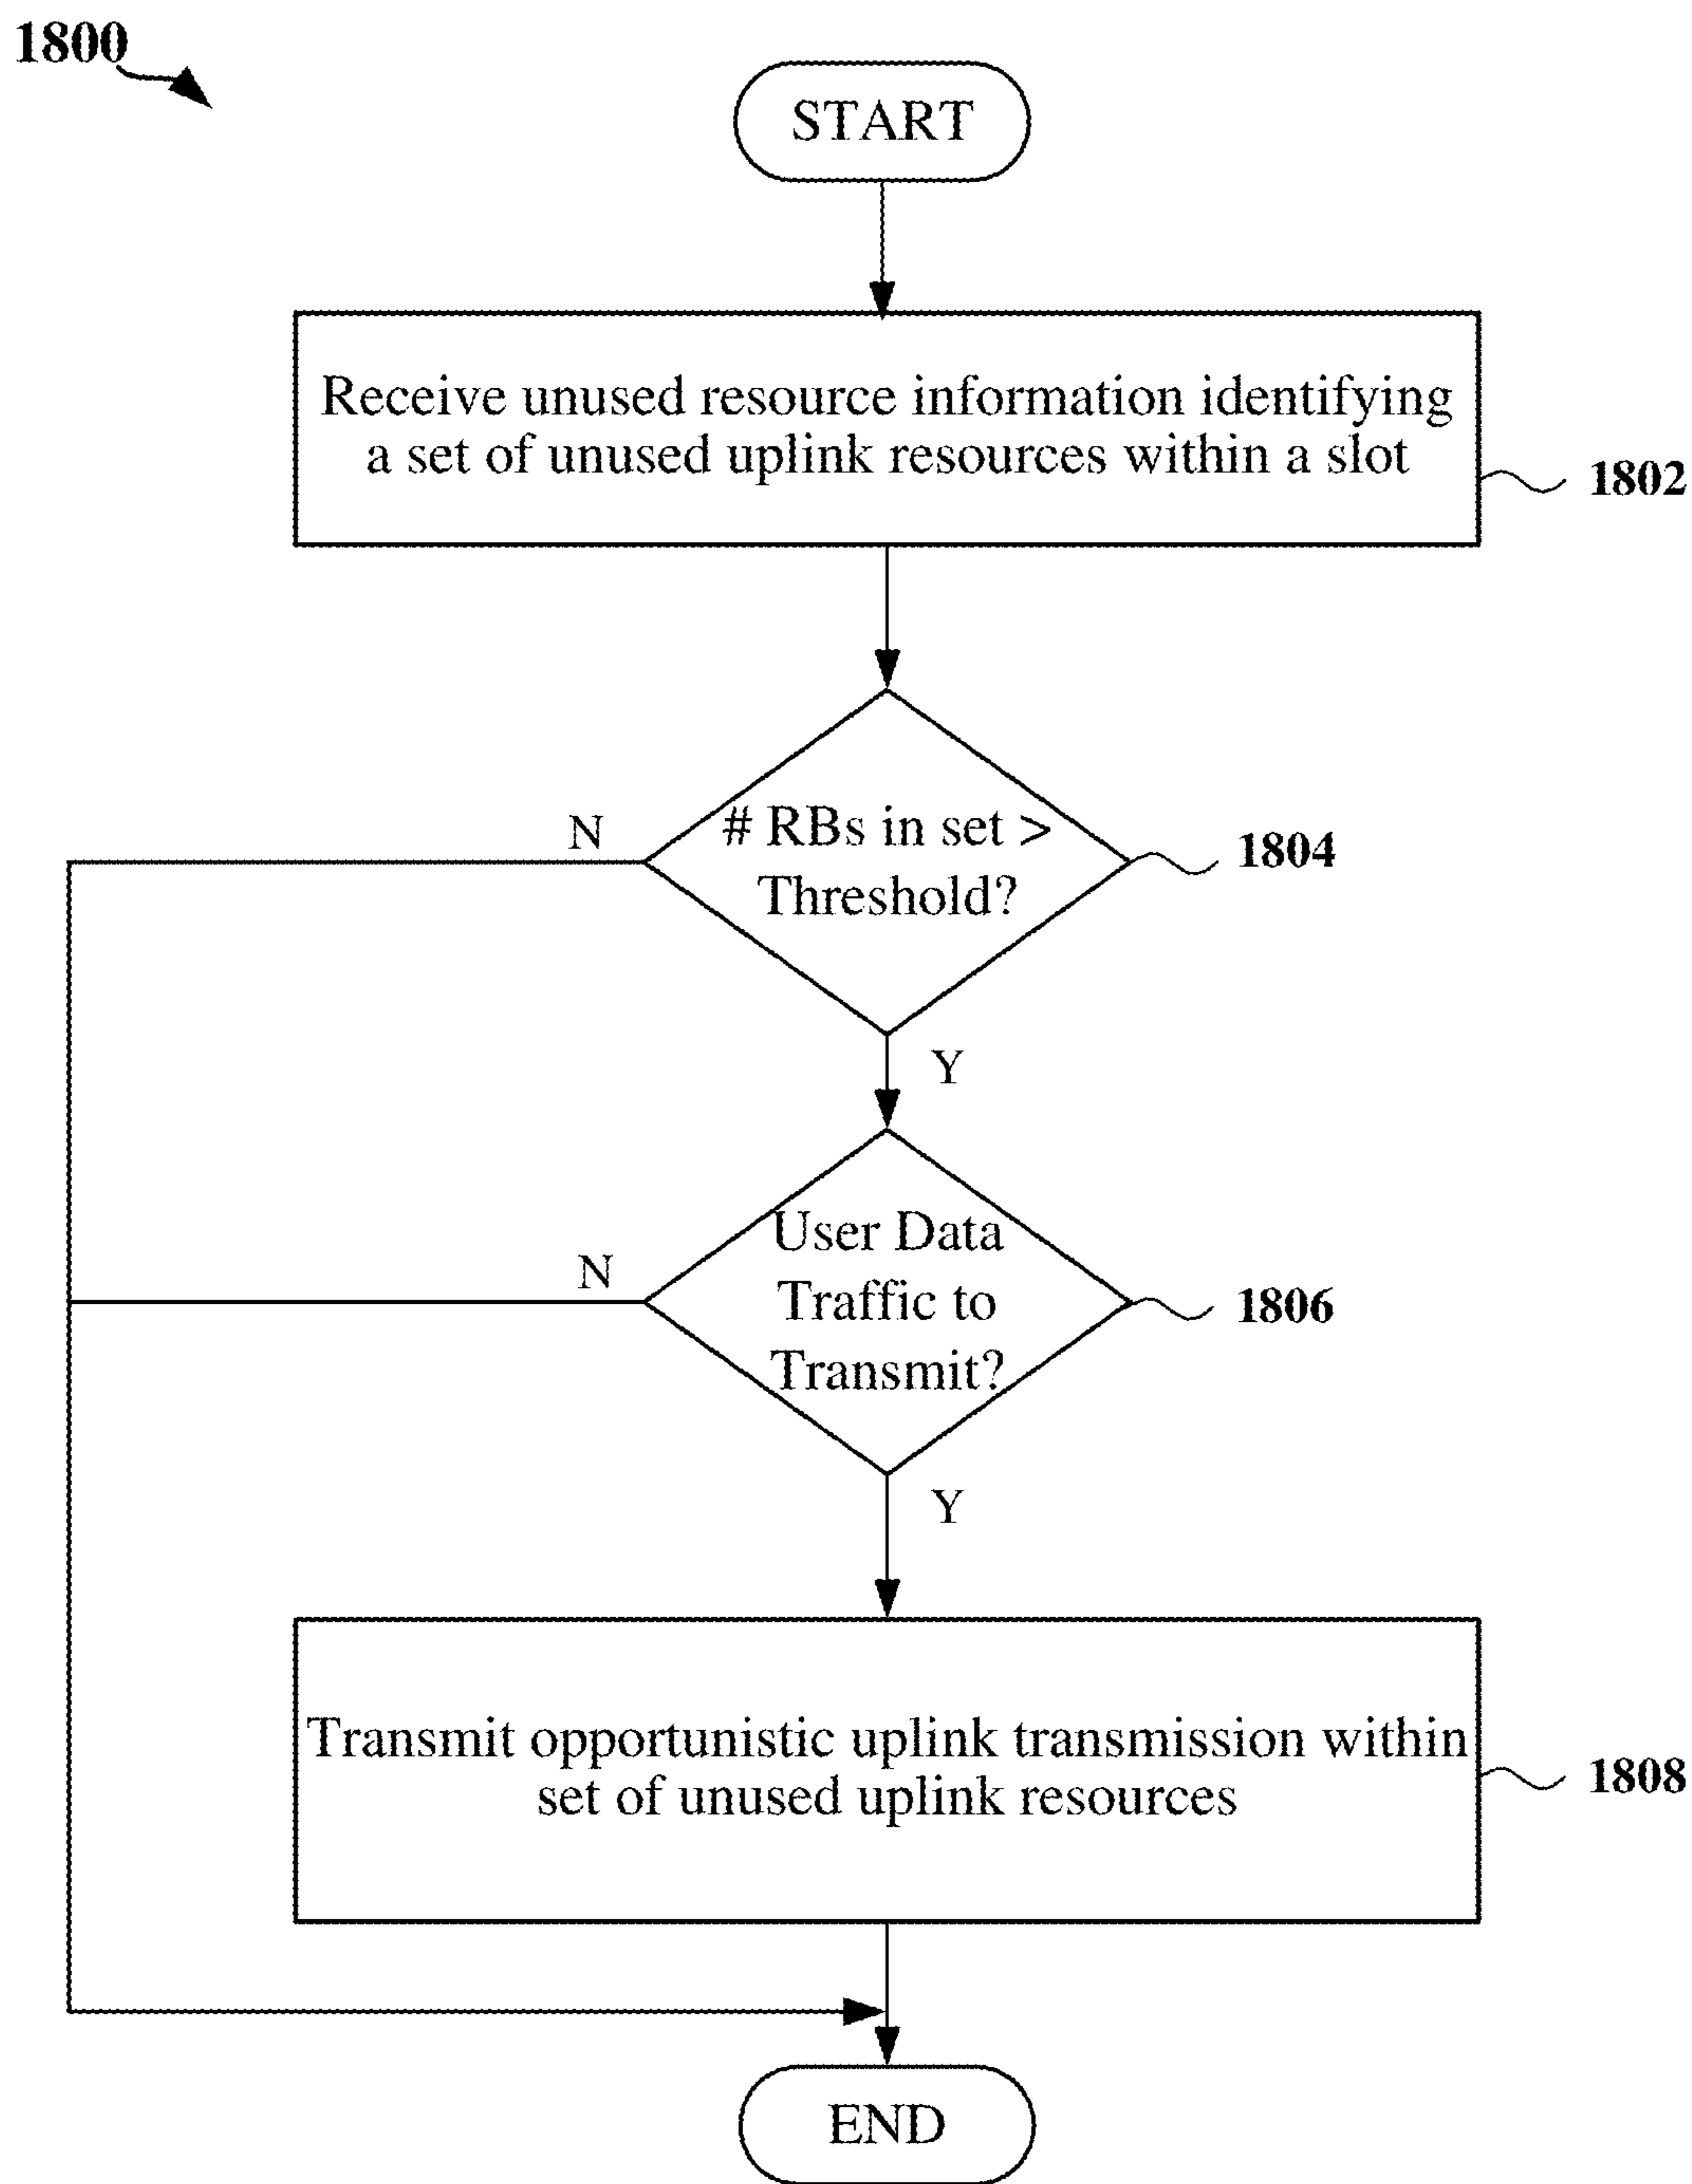 1800
START
Receive unused resource information identifying
a set of unused uplink resources within a slot
1802
N
# RBs in set >
Threshold?
1804
Y
N
User Data
Traffic to
Transmit?
1806
Y
Transmit opportunistic uplink transmission within
set of unused uplink resources
1808
END